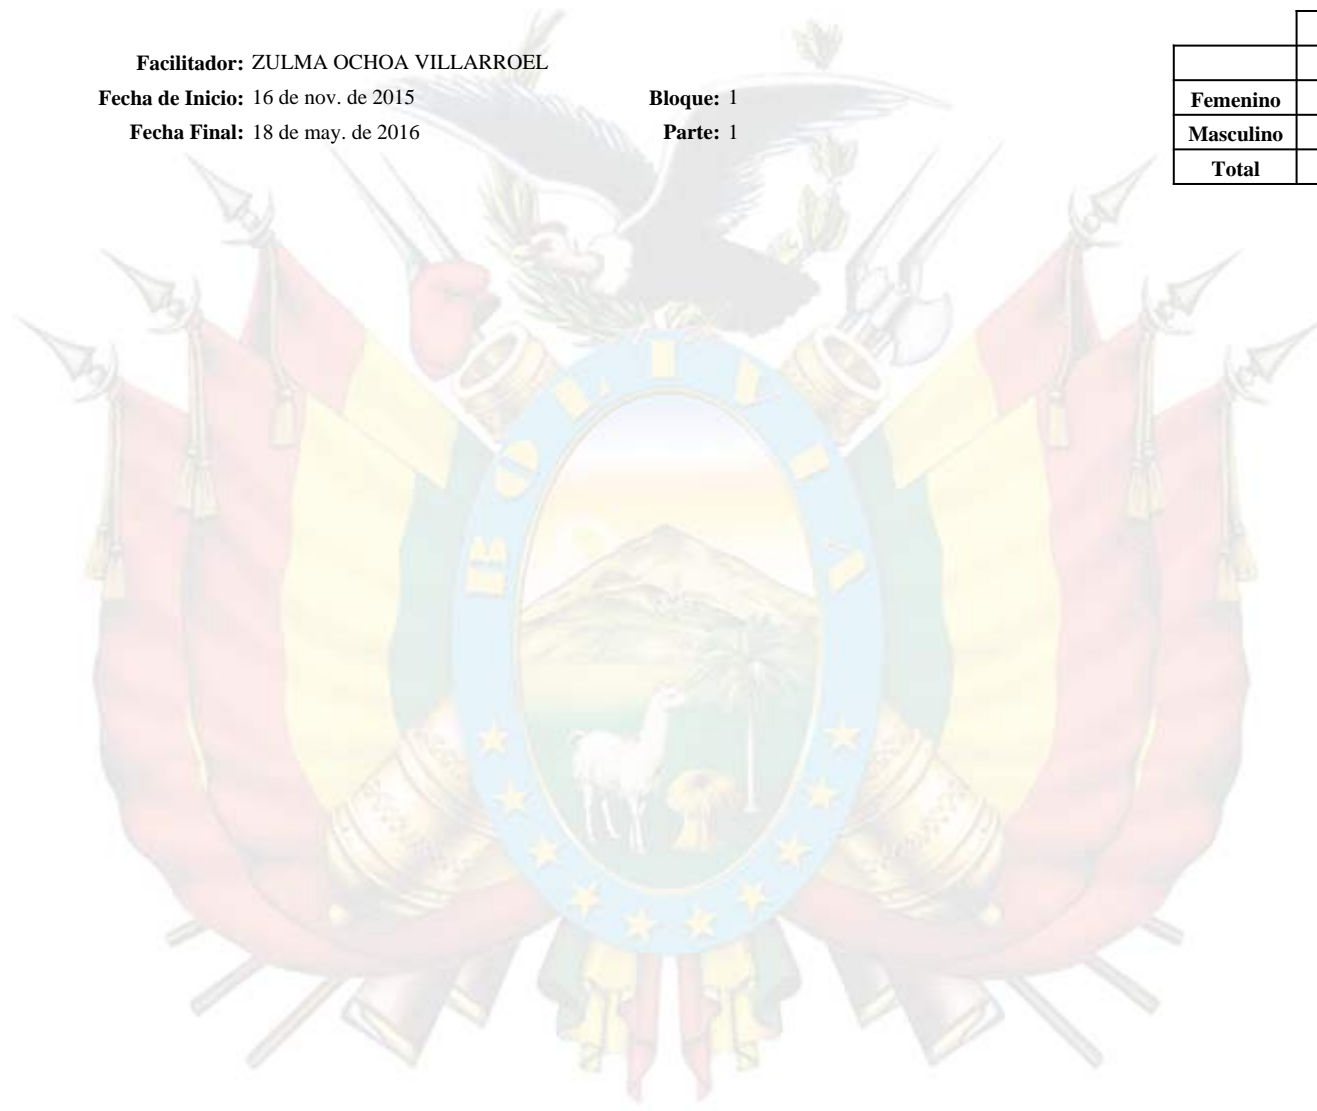 Facilitador: ZULMA OCHOA VILLARROEL
Fecha de Inicio: 16 de nov. de 2015 Bloque: 1
Fecha Final: 18 de may. de 2016 Parte: 1
Femenino
Masculino
Total
BOLIVIA